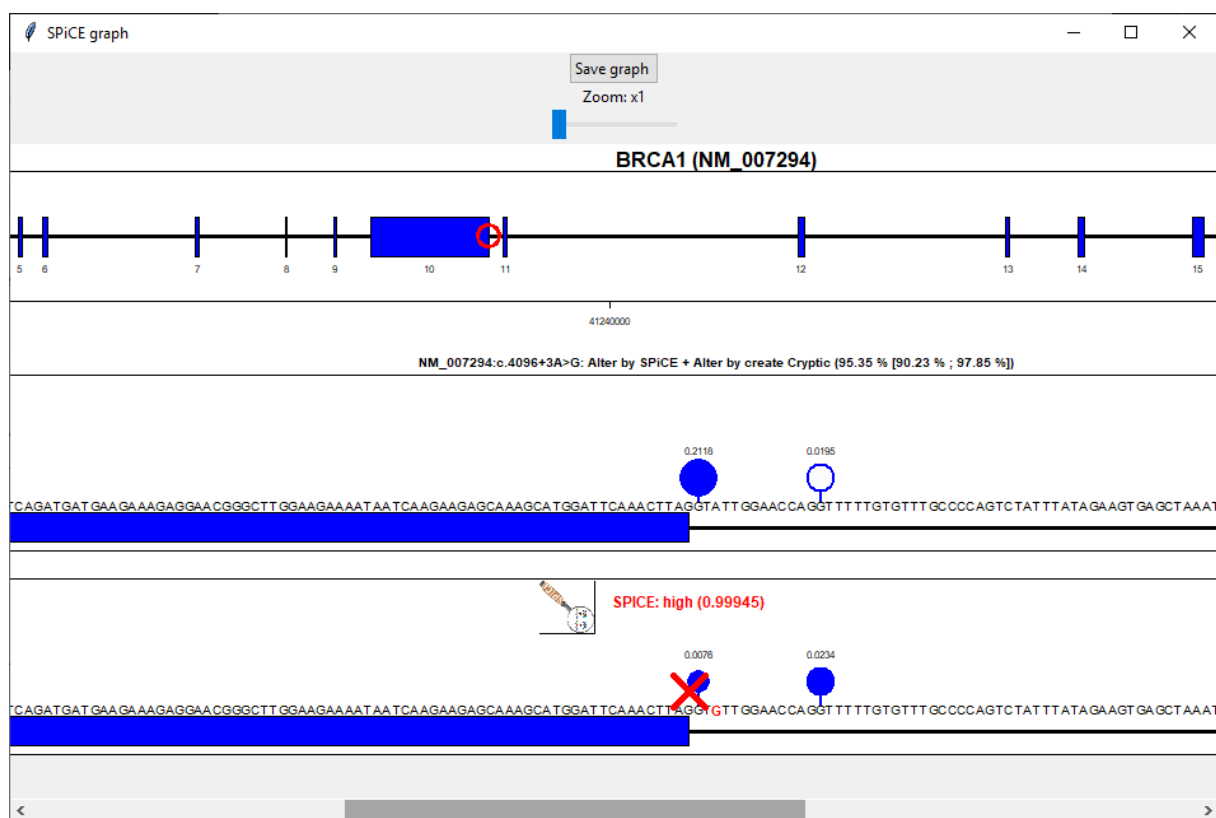 SPiCE graph
Save graph
Zoom: x1
BRCA1 (NM_007294)
5 6 7 8 9 10 11 12 13 14 15
41240000
NM_007294:c.4096+3A>G: Alter by SPiCE + Alter by create Cryptic (95.35 % [90.23 % ; 97.85 %])
0.2118 0.0195
TCAGATGATGAAGAAAGAGGAACGGGCTTGGAAGAAAATAATCAAGAAGAGCAAAGCATGGATTCAAACTTAGGTATTGGAACCAGGTTTTTGTGTTTGCCCCAGTCTATTTATAGAAGTGAGCTAAAT
SPICE: high (0.99945)
0.0076 0.0234
TCAGATGATGAAGAAAGAGGAACGGGCTTGGAAGAAAATAATCAAGAAGAGCAAAGCATGGATTCAAACTTAGGTGTTGGAACCAGGTTTTTGTGTTTGCCCCAGTCTATTTATAGAAGTGAGCTAAAT